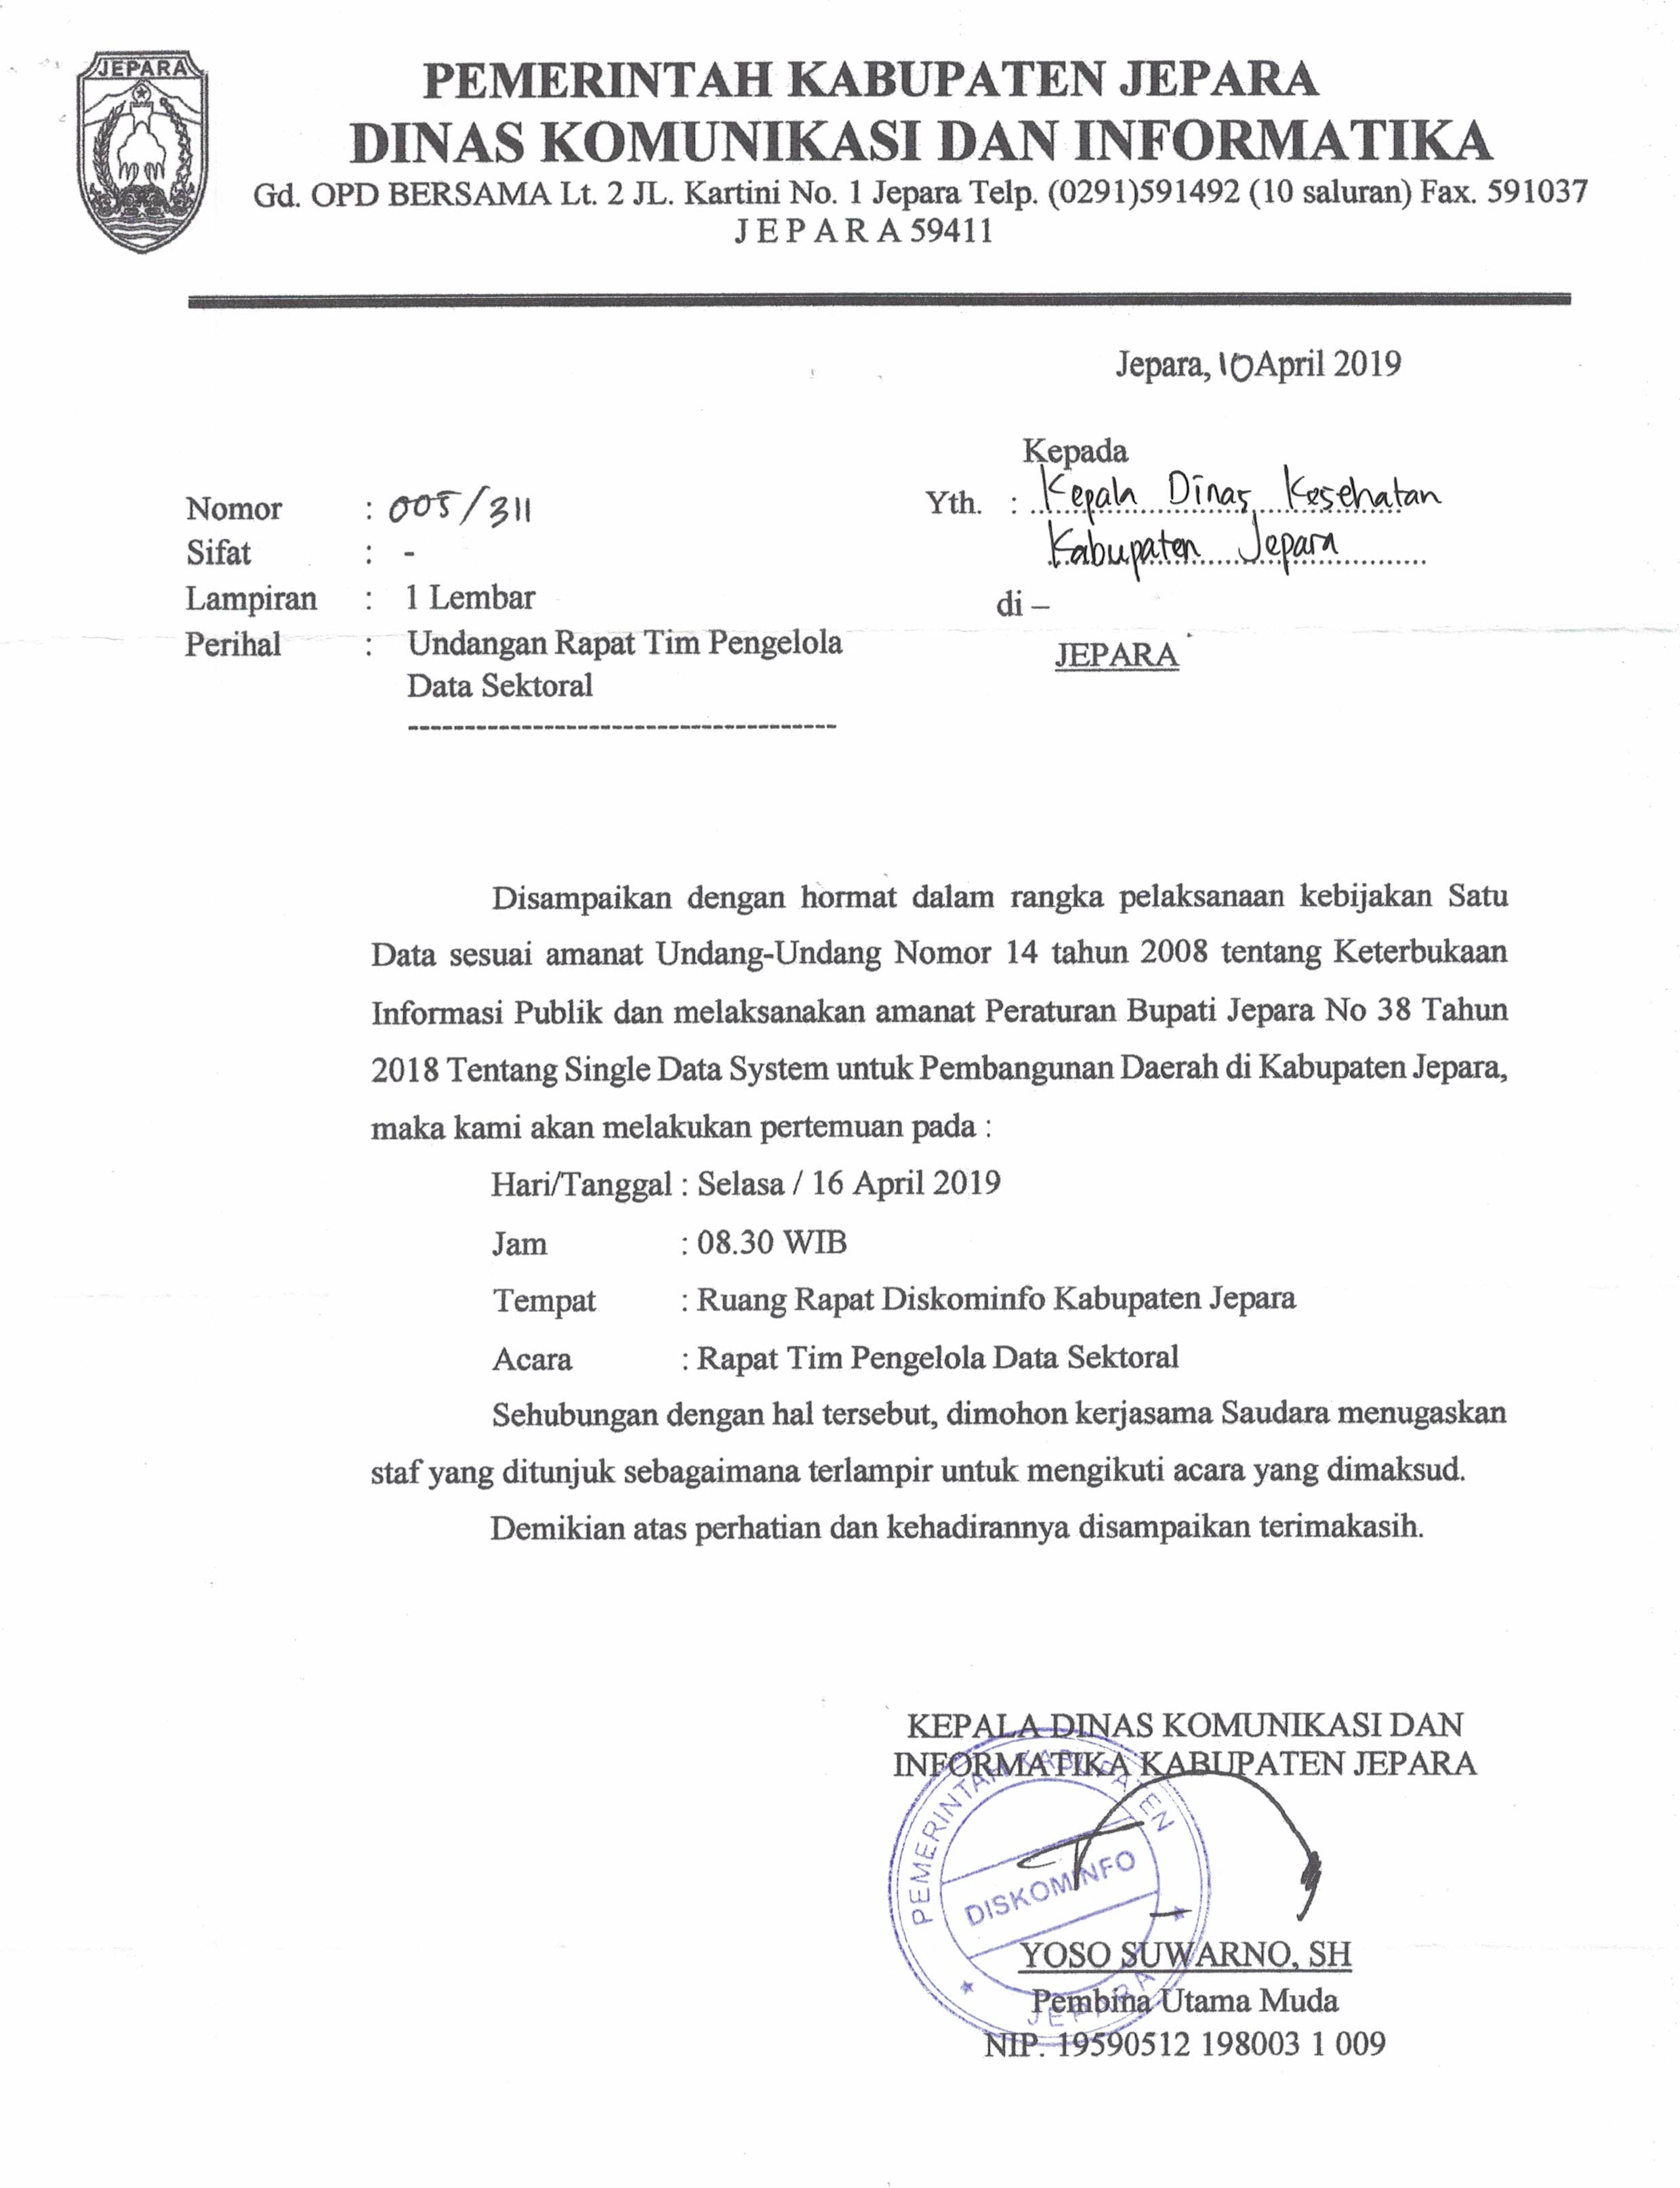 JEPARA
PEMERINTAH KABUPATEN JEPARA
DINAS KOMUNIKASI DAN INFORMATIKA
Gd. OPD BERSAMA Lt. 2 JL. Kartini No. 1 Jepara Telp. (0291)591492 (10 saluran) Fax. 591037
J E P A R A 59411
Jepara, 10 April 2019
Kepada
Yth. : Kepala Dinas Kesehatan
Kabupaten Jepara
di –
JEPARA
Nomor : 005/311
Sifat : -
Lampiran : 1 Lembar
Perihal : Undangan Rapat Tim Pengelola
Data Sektoral
--------------------------------------
Disampaikan dengan hormat dalam rangka pelaksanaan kebijakan Satu
Data sesuai amanat Undang-Undang Nomor 14 tahun 2008 tentang Keterbukaan
Informasi Publik dan melaksanakan amanat Peraturan Bupati Jepara No 38 Tahun
2018 Tentang Single Data System untuk Pembangunan Daerah di Kabupaten Jepara,
maka kami akan melakukan pertemuan pada :
Hari/Tanggal : Selasa / 16 April 2019
Jam : 08.30 WIB
Tempat : Ruang Rapat Diskominfo Kabupaten Jepara
Acara : Rapat Tim Pengelola Data Sektoral
Sehubungan dengan hal tersebut, dimohon kerjasama Saudara menugaskan
staf yang ditunjuk sebagaimana terlampir untuk mengikuti acara yang dimaksud.
Demikian atas perhatian dan kehadirannya disampaikan terimakasih.
KEPALA DINAS KOMUNIKASI DAN
INFORMATIKA KABUPATEN JEPARA
PEMERINTAH KABUPATEN
DISKOMINFO
JEPARA
YOSO SUWARNO, SH
Pembina Utama Muda
NIP. 19590512 198003 1 009